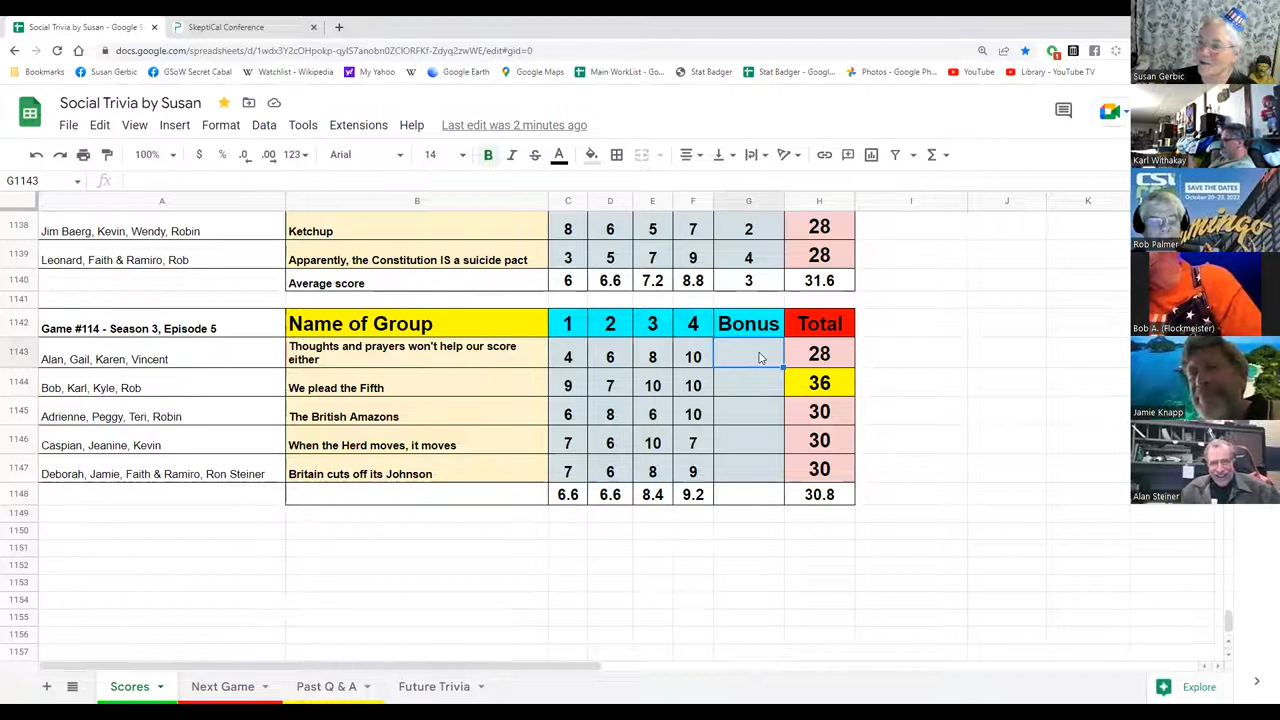 Social Trivia by Susan - Google S
SkeptiCal Conference
docs.google.com/spreadsheets/d/1wdx3Y2cOHpokp-qyIS7anobn0ZCIORFKf-Zdyq2zwWE/edit#gid=0
Bookmarks Susan Gerbic GSoW Secret Cabal Watchlist - Wikipedia My Yahoo Google Earth Google Maps Main WorkList - Go... Stat Badger Stat Badger - Googl... Photos - Google Ph... YouTube Library - YouTube TV
Social Trivia by Susan
File Edit View Insert Format Data Tools Extensions Help Last edit was 2 minutes ago
100% $ % .0 .00 123 Arial 14 B I S A
G1143 fx
A B C D E F G H I J K
1138 Jim Baerg, Kevin, Wendy, Robin Ketchup 8 6 5 7 2 28
1139 Leonard, Faith & Ramiro, Rob Apparently, the Constitution IS a suicide pact 3 5 7 9 4 28
1140 Average score 6 6.6 7.2 8.8 3 31.6
1141
1142 Game #114 - Season 3, Episode 5 Name of Group 1 2 3 4 Bonus Total
1143 Alan, Gail, Karen, Vincent Thoughts and prayers won't help our score either 4 6 8 10 28
1144 Bob, Karl, Kyle, Rob We plead the Fifth 9 7 10 10 36
1145 Adrienne, Peggy, Teri, Robin The British Amazons 6 8 6 10 30
1146 Caspian, Jeanine, Kevin When the Herd moves, it moves 7 6 10 7 30
1147 Deborah, Jamie, Faith & Ramiro, Ron Steiner Britain cuts off its Johnson 7 6 8 9 30
1148 6.6 6.6 8.4 9.2 30.8
1149
1150
1151
1152
1153
1154
1155
1156
1157
Scores Next Game Past Q & A Future Trivia
Explore
Susan Gerbic
Karl Withakay
CSI
SAVE THE DATES
October 20-23, 2022
Flamingo
Rob Palmer
Bob A. (Flockmeister)
Jamie Knapp
Alan Steiner